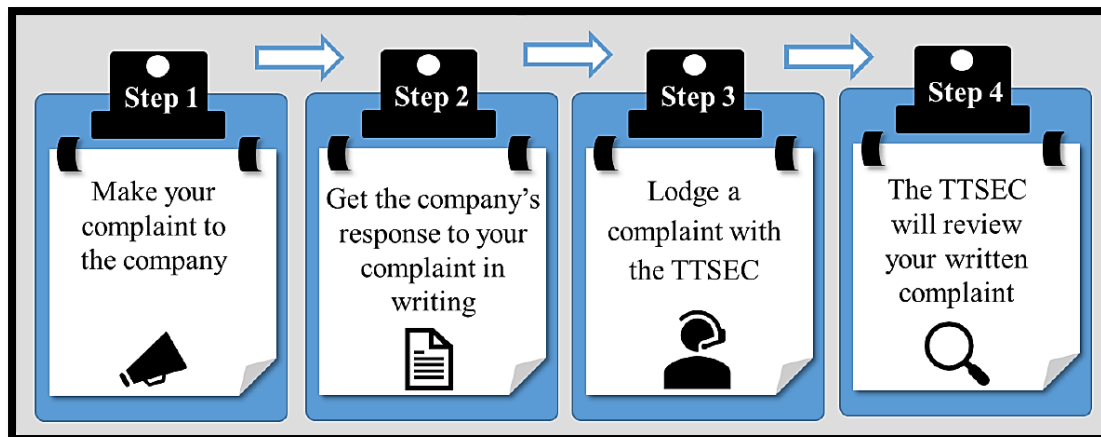 Step 1
Make your
complaint to
the company
Step 2
Get the company's
response to your
complaint in
writing
Step 3
Lodge a
complaint with
the TTSEC
Step 4
The TTSEC
will review
your written
complaint